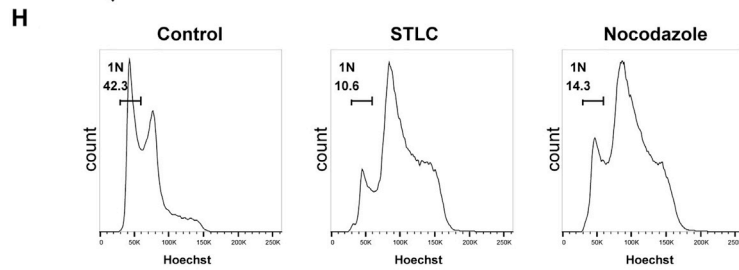 H
Control
STLC
Nocodazole
1N
42.3
1N
10.6
1N
14.3
count
count
count
0 50K 100K 150K 200K 250K
0 50K 100K 150K 200K 250K
0 50K 100K 150K 200K
Hoechst
Hoechst
Hoechst